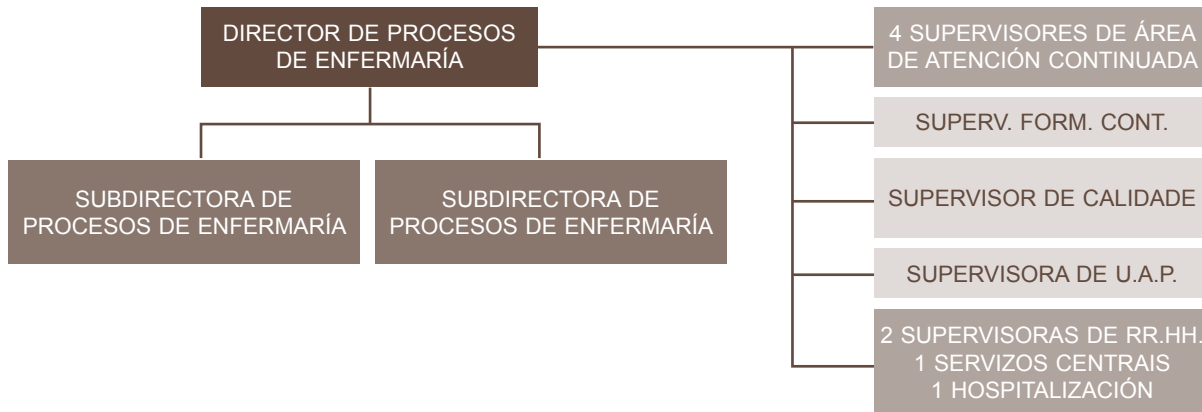 DIRECTOR DE PROCESOS
DE ENFERMARÍA
SUBDIRECTORA DE
PROCESOS DE ENFERMARÍA
SUBDIRECTORA DE
PROCESOS DE ENFERMARÍA
4 SUPERVISORES DE ÁREA
DE ATENCIÓN CONTINUADA
SUPERV. FORM. CONT.
SUPERVISOR DE CALIDADE
SUPERVISORA DE U.A.P.
2 SUPERVISORAS DE RR.HH.
1 SERVIZOS CENTRAIS
1 HOSPITALIZACIÓN